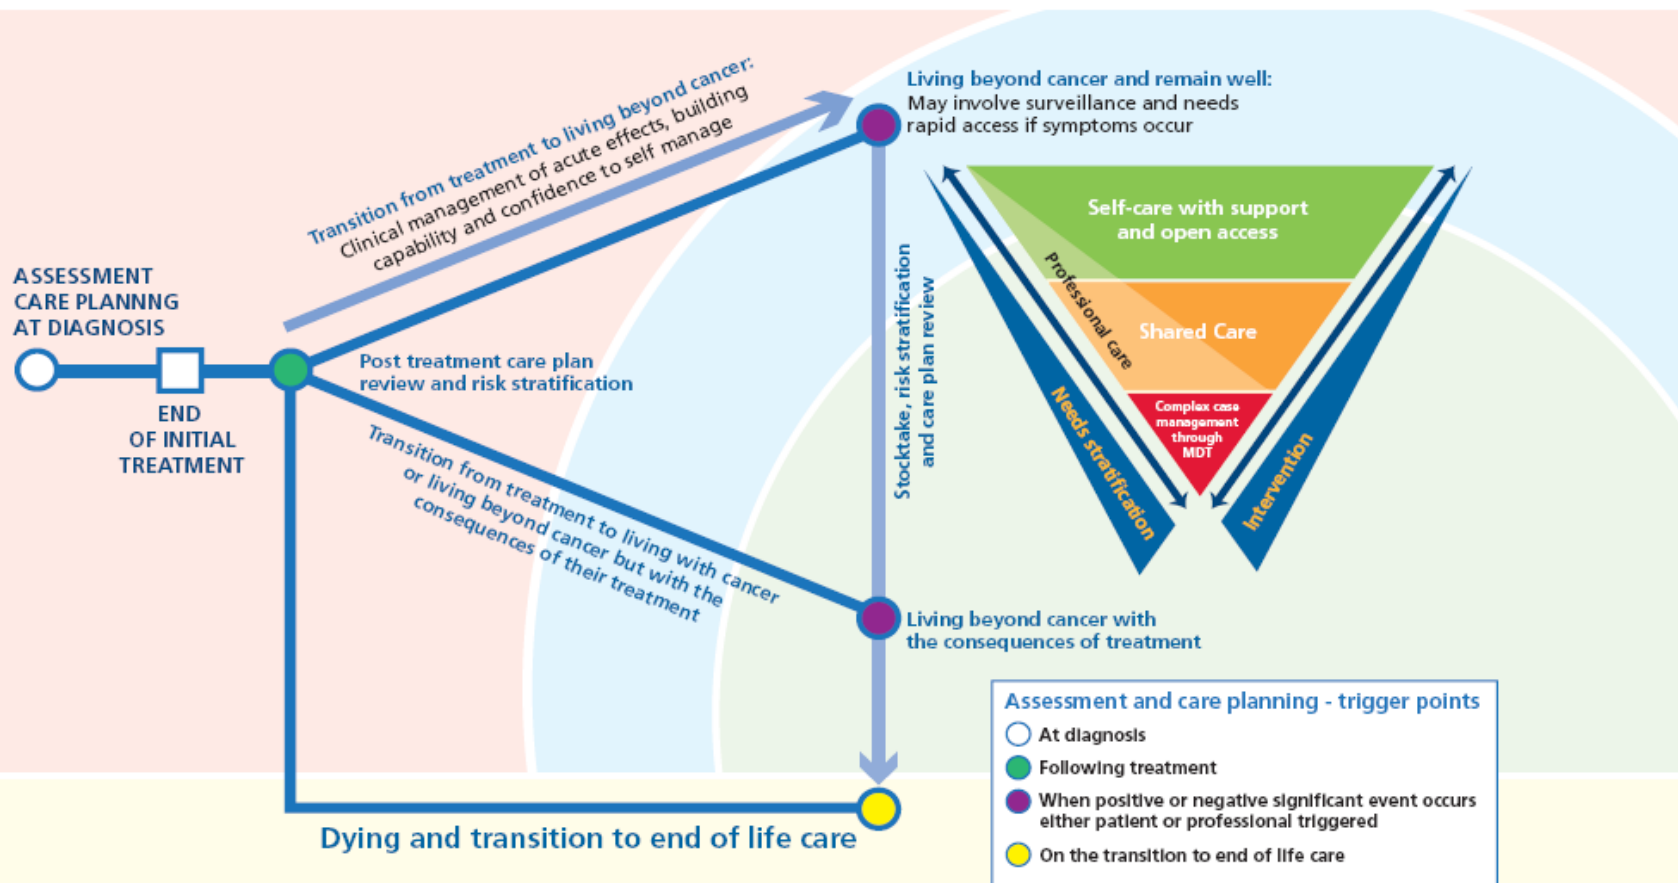 Transition from treatment to living beyond cancer:
Clinical management of acute effects, building
capability and confidence to self manage
Living beyond cancer and remain well:
May involve surveillance and needs
rapid access if symptoms occur
ASSESSMENT
CARE PLANNNG
AT DIAGNOSIS
END
OF INITIAL
TREATMENT
Post treatment care plan
review and risk stratification
Transition from treatment to living with cancer
or living beyond cancer but with the
consequences of their treatment
Stocktake, risk stratification
and care plan review
Self-care with support
and open access
Professional care
Shared Care
Complex case
management
through
MDT
Needs stratification
Intervention
Living beyond cancer with
the consequences of treatment
Dying and transition to end of life care
Assessment and care planning - trigger points
At diagnosis
Following treatment
When positive or negative significant event occurs
either patient or professional triggered
On the transition to end of life care